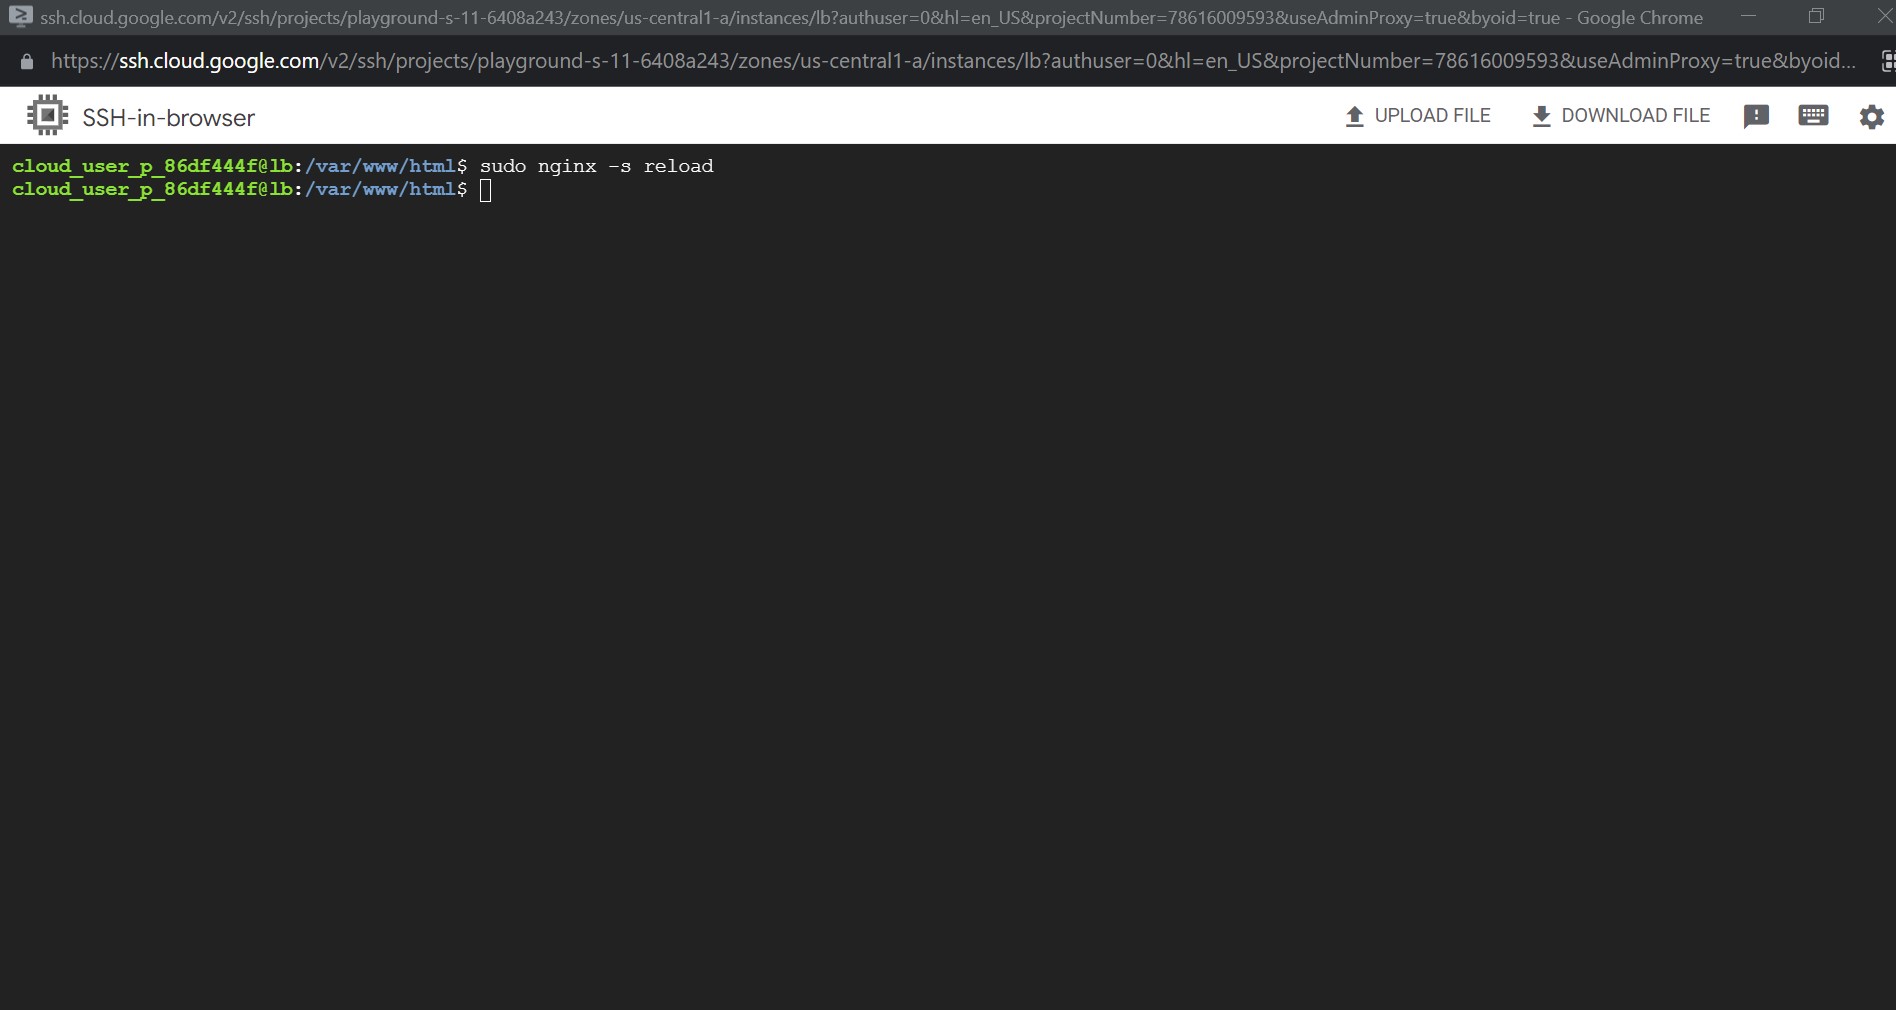 ssh.cloud.google.com/v2/ssh/projects/playground-s-11-6408a243/zones/us-central1-a/instances/lb?authuser=0&hl=en_US&projectNumber=78616009593&useAdminProxy=true&byoid=true - Google Chrome
https://ssh.cloud.google.com/v2/ssh/projects/playground-s-11-6408a243/zones/us-central1-a/instances/lb?authuser=0&hl=en_US&projectNumber=78616009593&useAdminProxy=true&byoid...
SSH-in-browser
UPLOAD FILE
DOWNLOAD FILE
cloud_user_p_86df444f@lb:/var/www/html$ sudo nginx -s reload
cloud_user_p_86df444f@lb:/var/www/html$